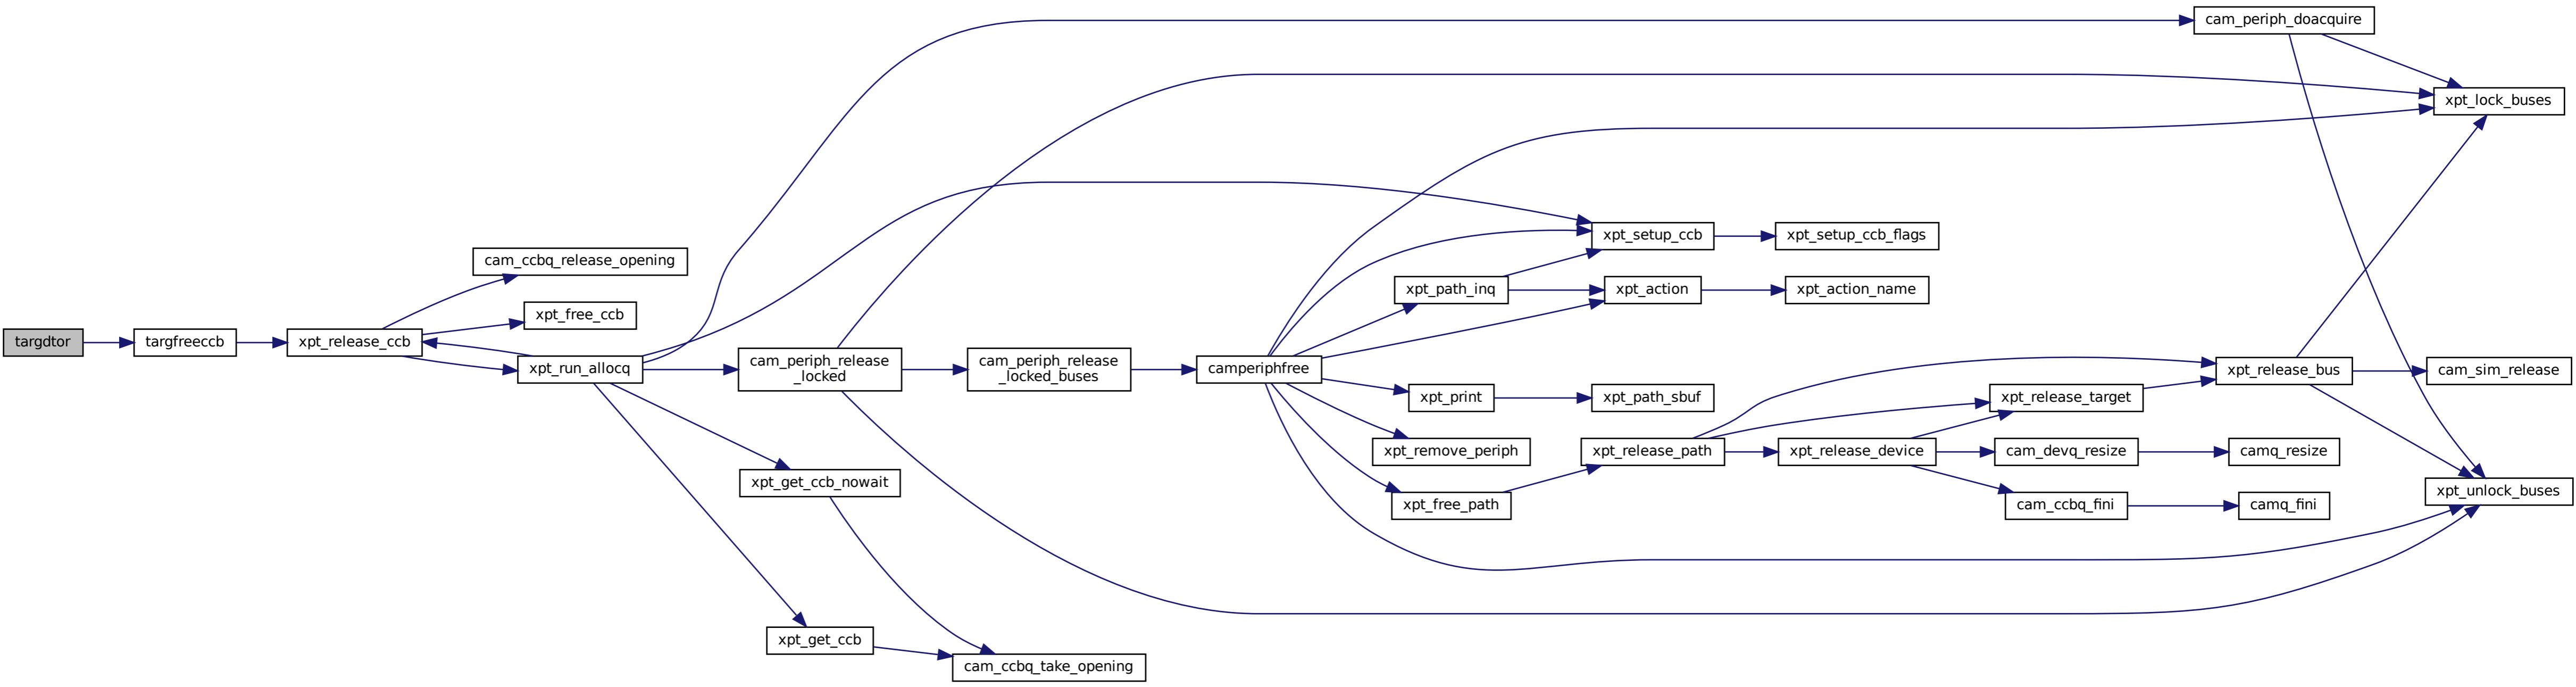 targdtor
targfreeccb
xpt_release_ccb
cam_ccbq_release_opening
xpt_free_ccb
xpt_run_allocq
cam_periph_release
_locked
xpt_get_ccb_nowait
xpt_get_ccb
cam_periph_release
_locked_buses
cam_ccbq_take_opening
camperiphfree
xpt_path_inq
xpt_print
xpt_remove_periph
xpt_free_path
xpt_setup_ccb
xpt_action
xpt_path_sbuf
xpt_release_path
xpt_setup_ccb_flags
xpt_action_name
xpt_release_device
xpt_release_target
cam_devq_resize
cam_ccbq_fini
cam_periph_doacquire
xpt_release_bus
camq_resize
camq_fini
xpt_lock_buses
cam_sim_release
xpt_unlock_buses